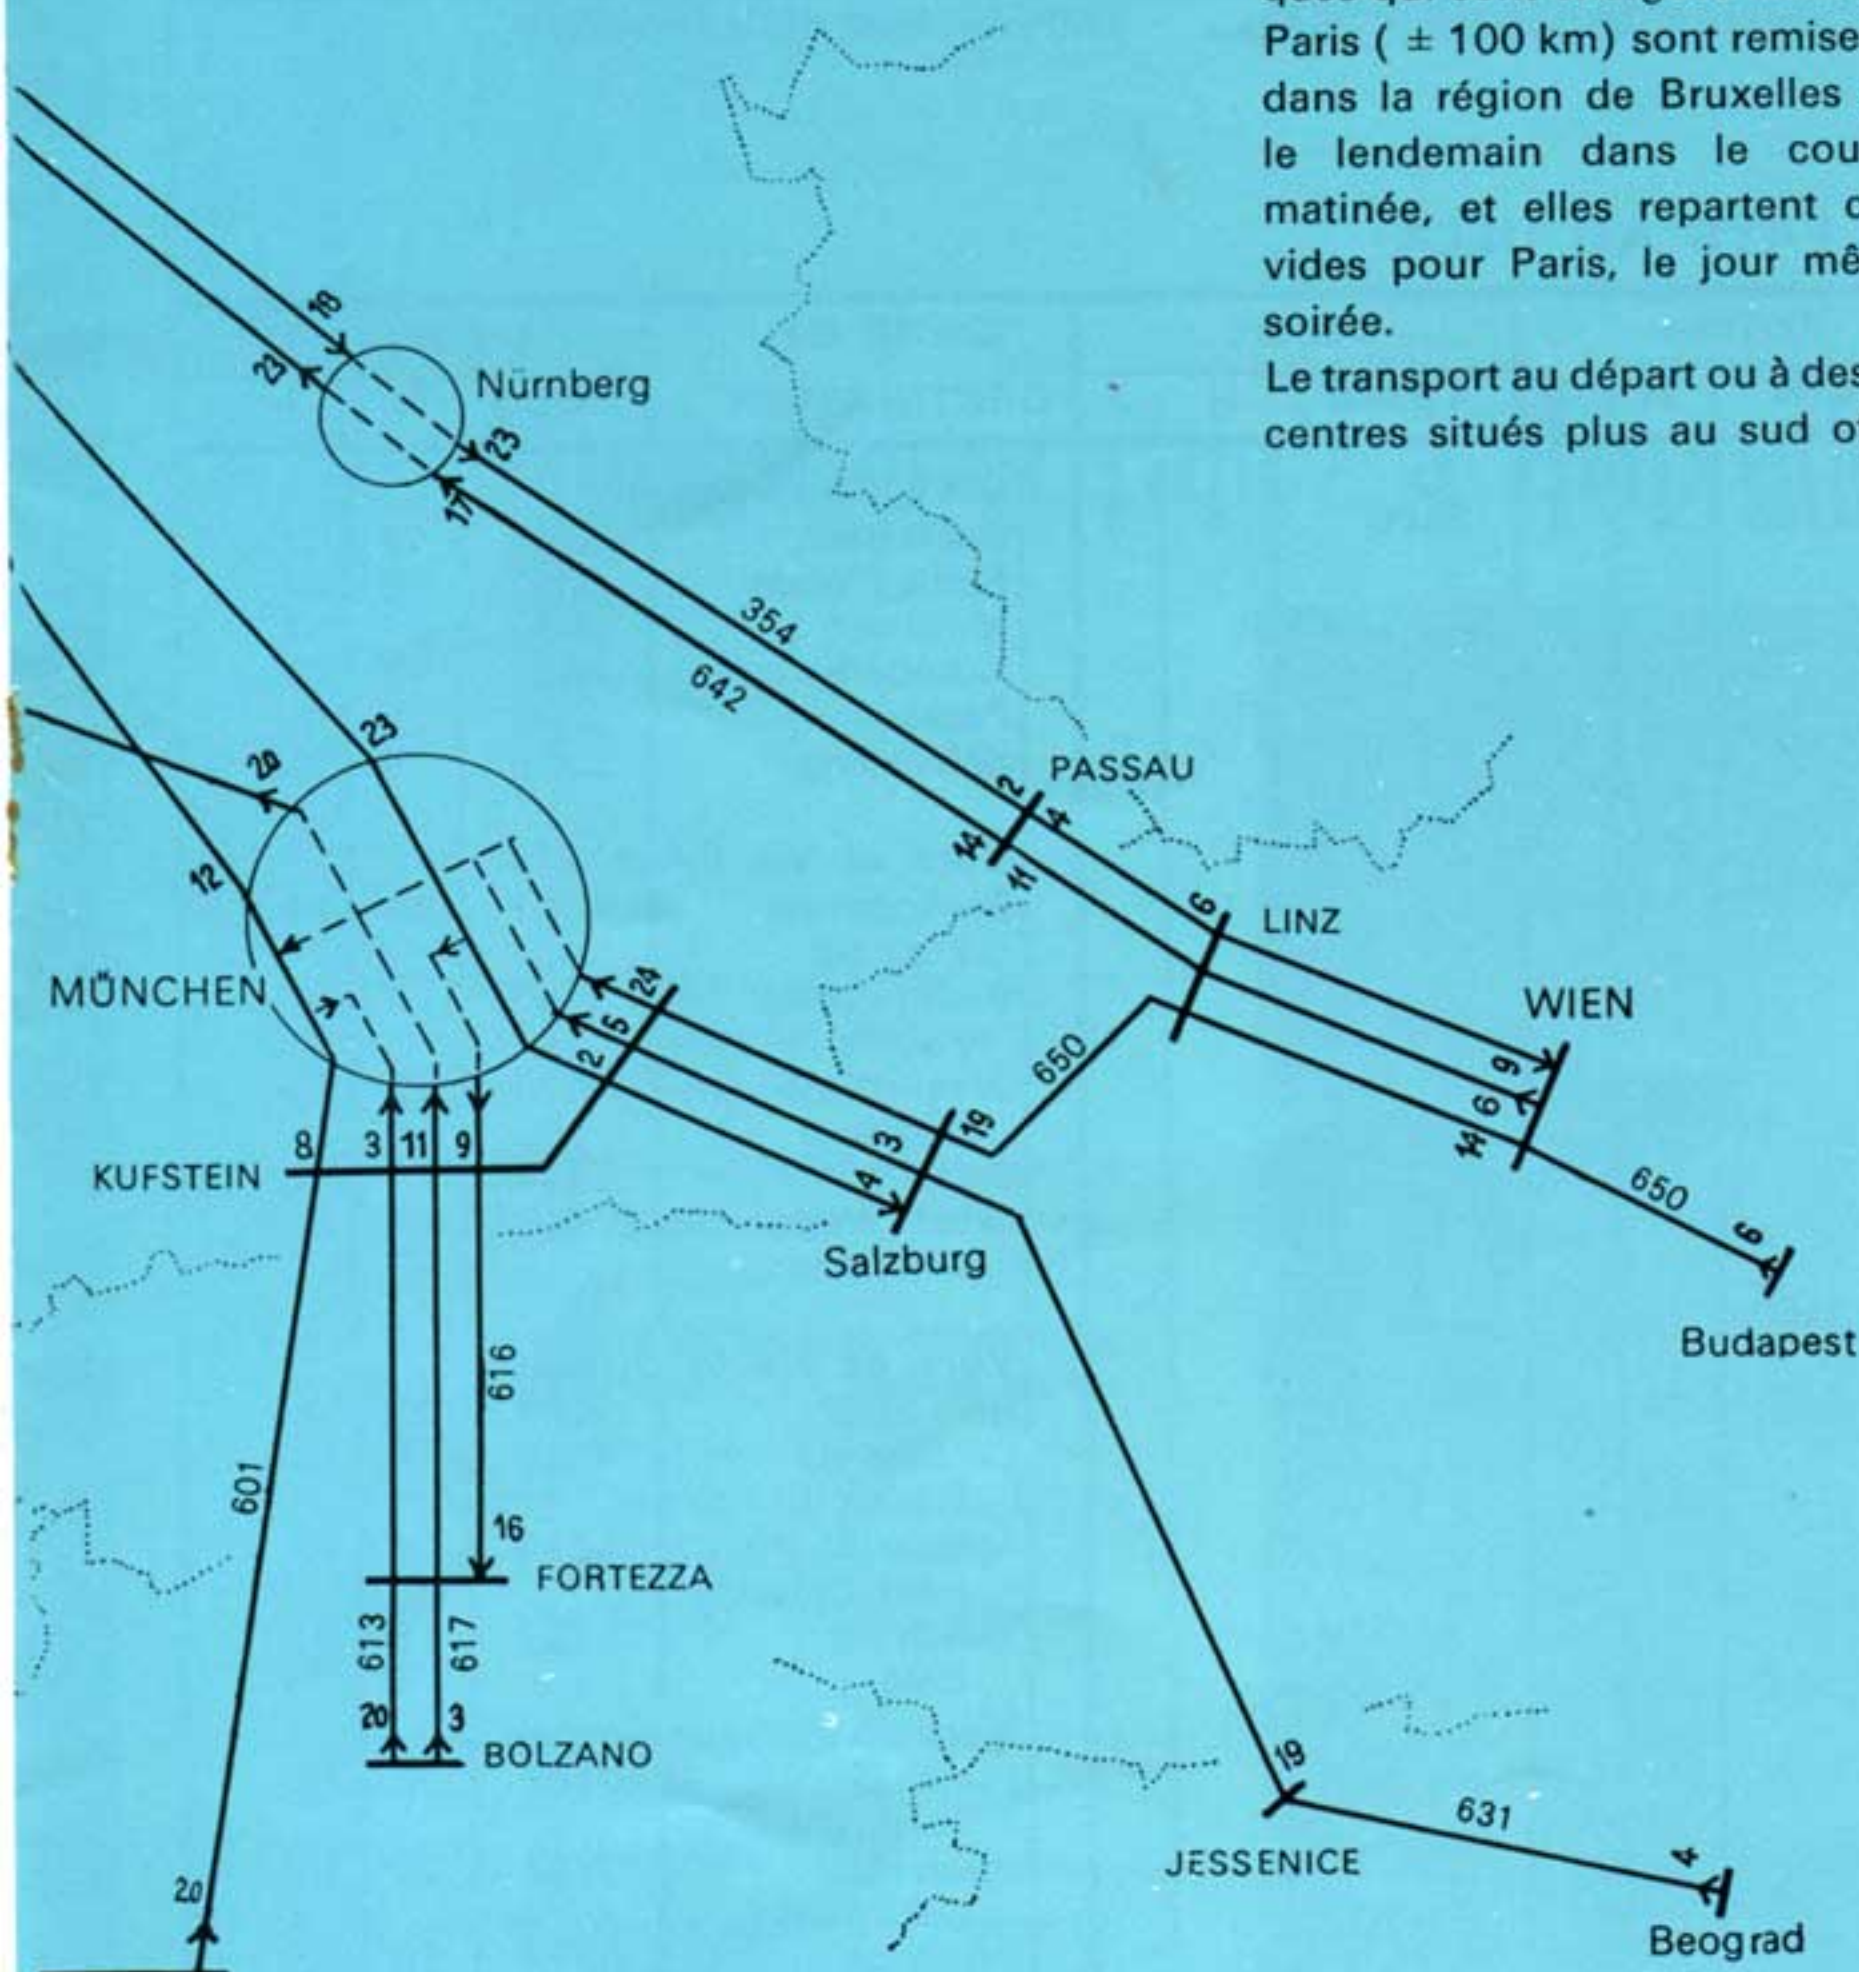 Paris ( ± 100 km) sont remise
dans la région de Bruxelles
le lendemain dans le cou
matinée, et elles repartent
vides pour Paris, le jour mê
soirée.
Le transport au départ ou à des
centres situés plus au sud
18
23
Nürnberg
23
17
354
642
23
20
12
MÜNCHEN
2
PASSAU
4
14
11
6
LINZ
24
5
2
650
WIEN
9
6
14
650
6
Budapest
8
3
11
9
KUFSTEIN
3
19
4
Salzburg
616
601
16
FORTEZZA
613
617
20
3
BOLZANO
19
631
JESSENICE
4
Beograd
20